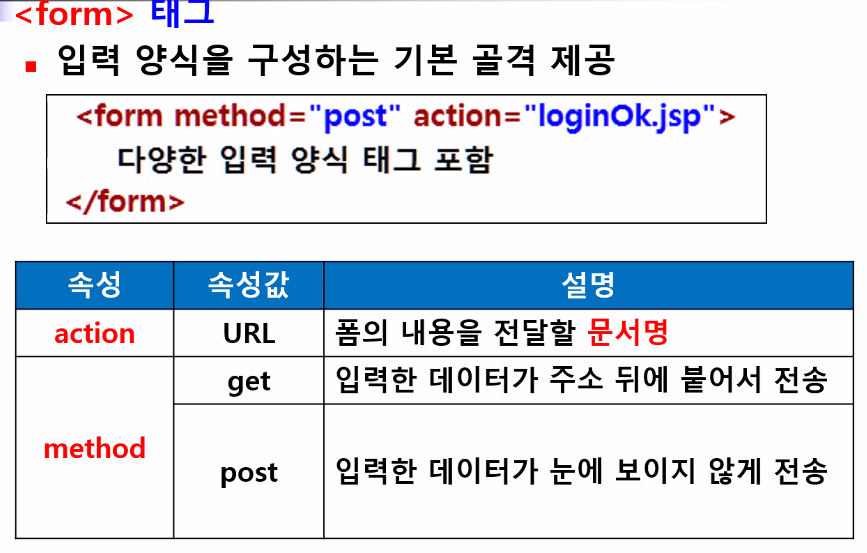 <form> 태그
입력 양식을 구성하는 기본 골격 제공
<form method="post" action="loginOk.jsp">
다양한 입력 양식 태그 포함
</form>
속성 속성값 설명
action URL 폼의 내용을 전달할 문서명
method get 입력한 데이터가 주소 뒤에 붙어서 전송
post 입력한 데이터가 눈에 보이지 않게 전송